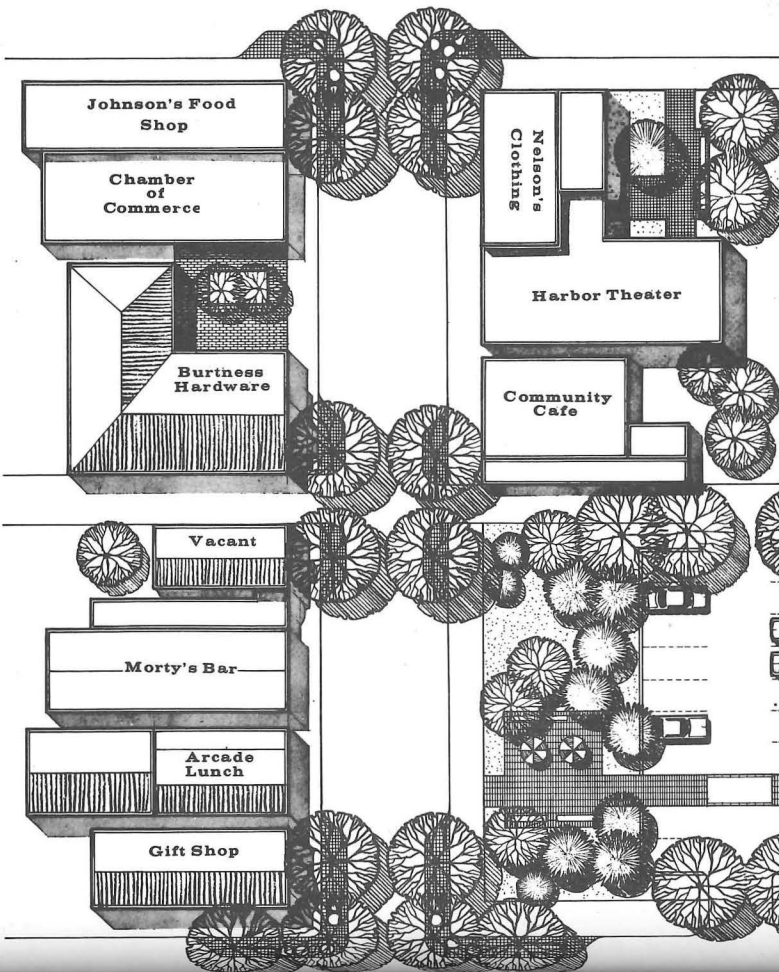 Johnson's Food
Shop
Chamber
of
Commerce
Burtness
Hardware
Nelson's
Clothing
Harbor Theater
Community
Cafe
Vacant
Morty's Bar
Arcade
Lunch
Gift Shop